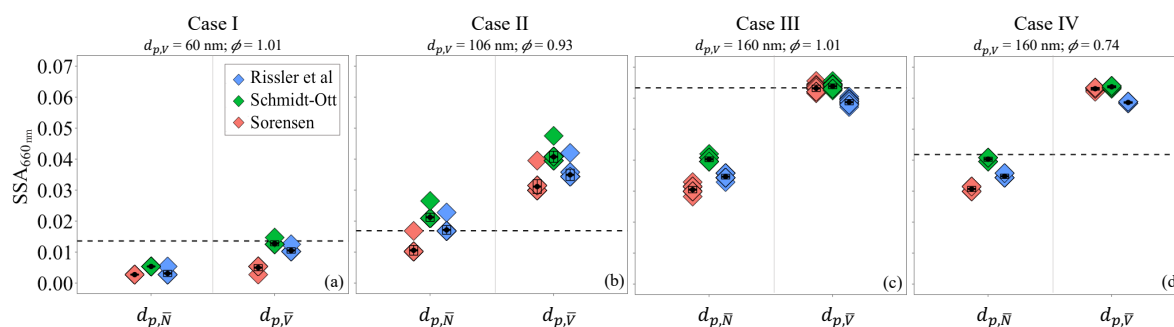 Case I
Case II
Case III
Case IV
d_{p,V} = 60 nm; ϕ = 1.01
d_{p,V} = 106 nm; ϕ = 0.93
d_{p,V} = 160 nm; ϕ = 1.01
d_{p,V} = 160 nm; ϕ = 0.74
SSA_{660 nm}
0.07
0.06
0.05
0.04
0.03
0.02
0.01
0.00
Rissler et al
Schmidt-Ott
Sorensen
(a)
(b)
(c)
(d
d_{p,N̅}
d_{p,V̅}
d_{p,N̅}
d_{p,V̅}
d_{p,N̅}
d_{p,V̅}
d_{p,N̅}
d_{p,V̅}